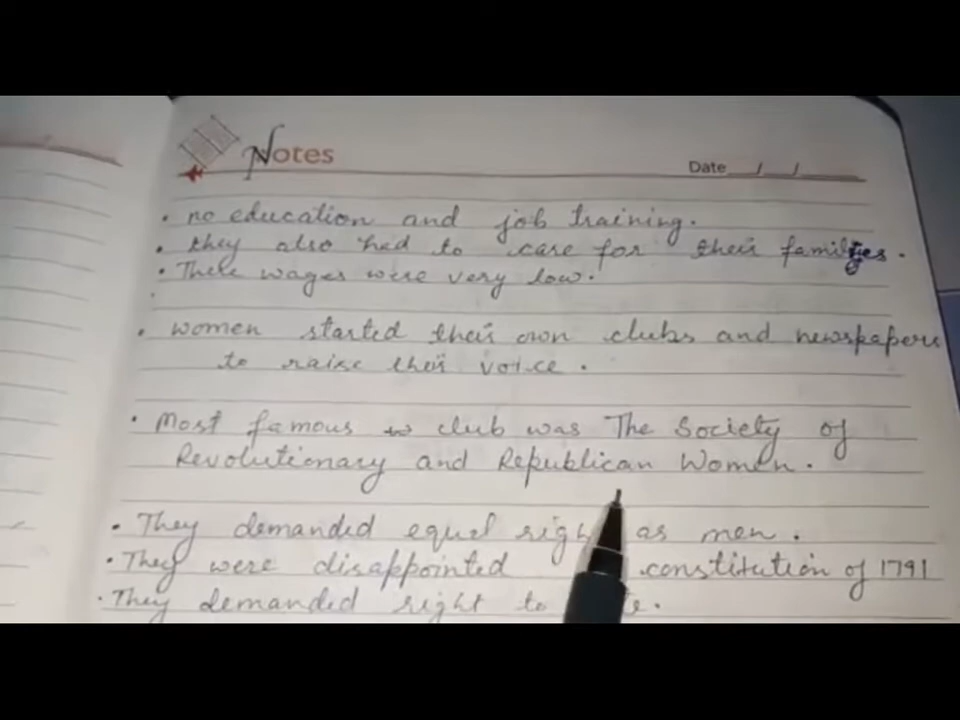 Notes
Date / /
• no education and job training.
• they also had to care for their families.
• There wages were very low.
• women started their own clubs and newspapers
to raise their voice.
• Most famous club was The Society of
Revolutionary and Republican Women.
• They demanded equal as men.
• They were disappointed constitution of 1791
• They demanded right to